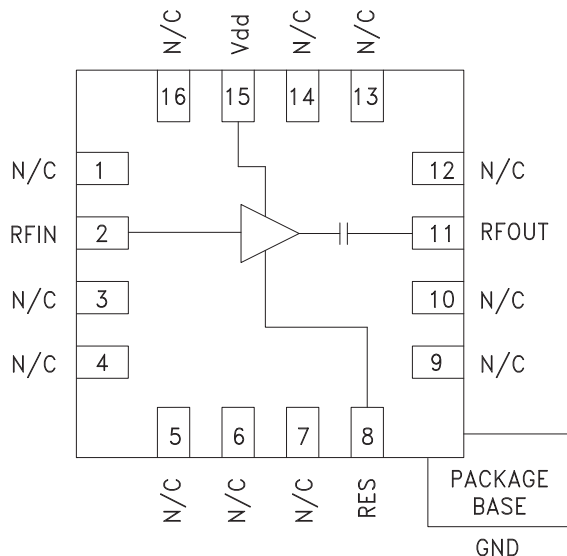 N/C Vdd N/C N/C
16 15 14 13
N/C 1 12 N/C
RFIN 2 11 RFOUT
N/C 3 10 N/C
N/C 4 9 N/C
5 6 7 8
N/C N/C N/C RES
PACKAGE
BASE
GND